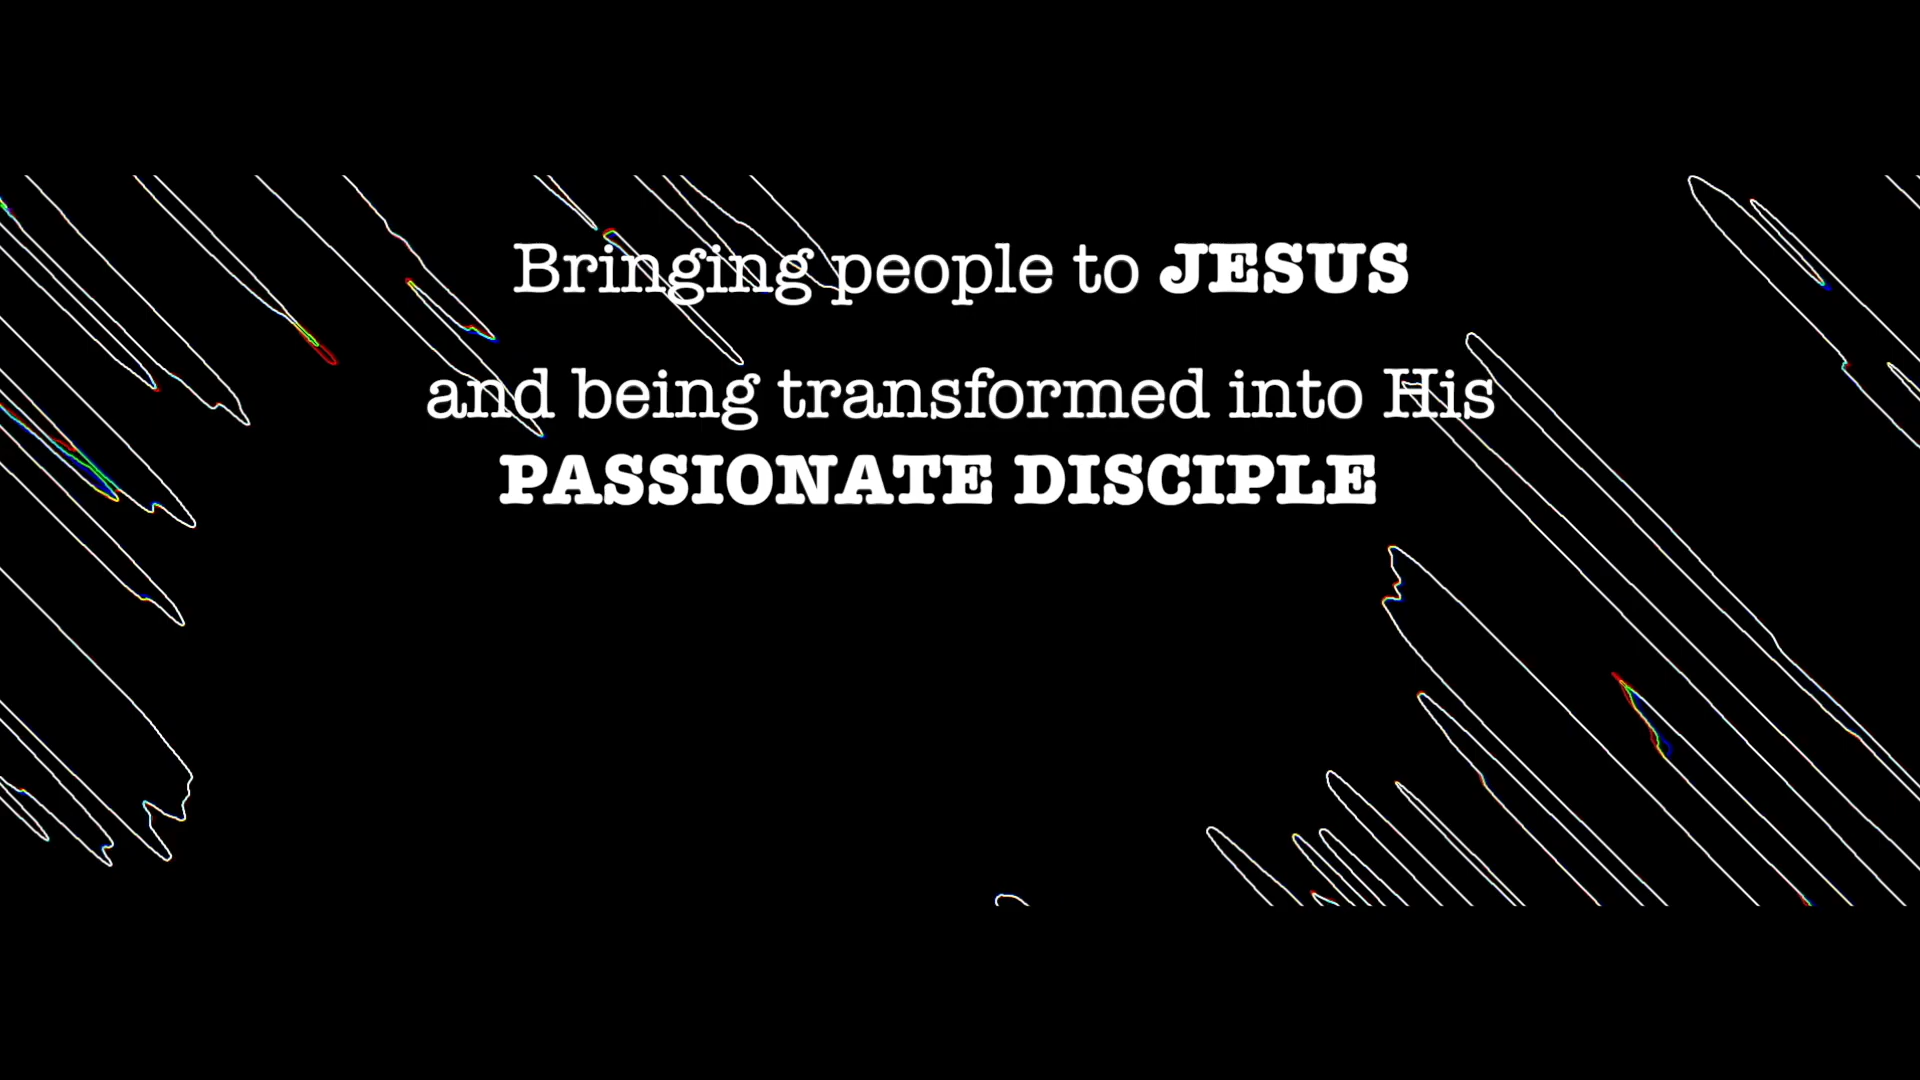 Bringing people to JESUS
and being transformed into His
PASSIONATE DISCIPLE